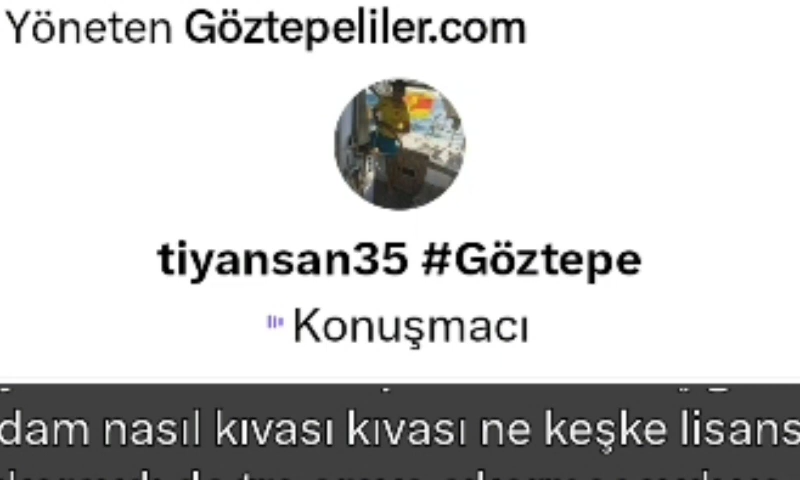 Yöneten Göztepeliler.com
tiyansan35 #Göztepe
Konuşmacı
dam nasıl kıvası kıvası ne keşke lisans